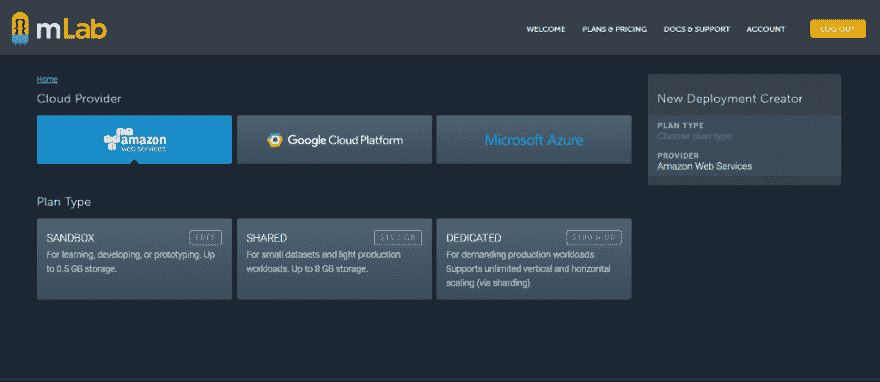 mLab
WELCOME PLANS & PRICING DOCS & SUPPORT ACCOUNT LOG OUT
Home
Cloud Provider
amazon
web services
Google Cloud Platform
Microsoft Azure
New Deployment Creator
PLAN TYPE
Choose plan type
PROVIDER
Amazon Web Services
Plan Type
SANDBOX FREE
For learning, developing, or prototyping. Up
to 0.5 GB storage.
SHARED
For small datasets and light production
workloads. Up to 8 GB storage.
DEDICATED
For demanding production workloads.
Supports unlimited vertical and horizontal
scaling (via sharding).